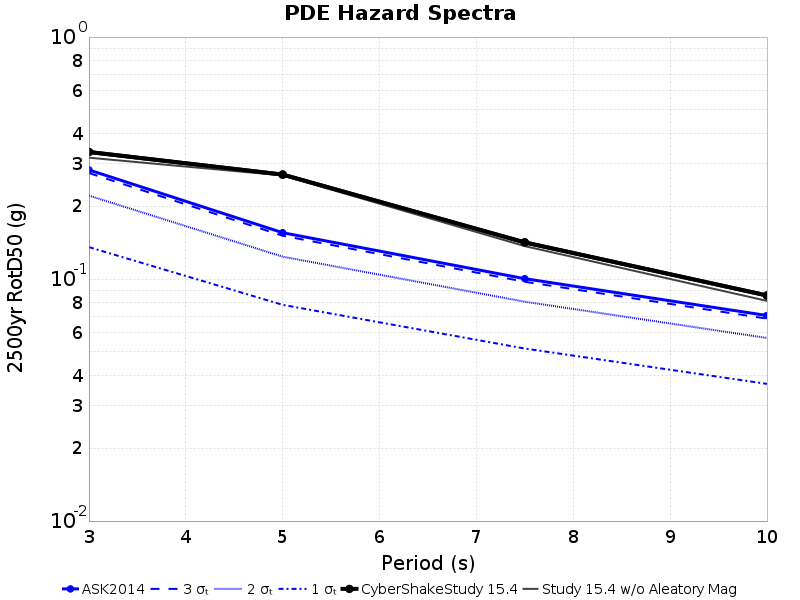 PDE Hazard Spectra
10^0
8
6
4
3
2
10^-1
8
6
4
3
2
10^-2
2500yr RotD50 (g)
3 4 5 6 7 8 9 10
Period (s)
ASK2014 3 σₜ 2 σₜ 1 σₜ CyberShakeStudy 15.4 Study 15.4 w/o Aleatory Mag